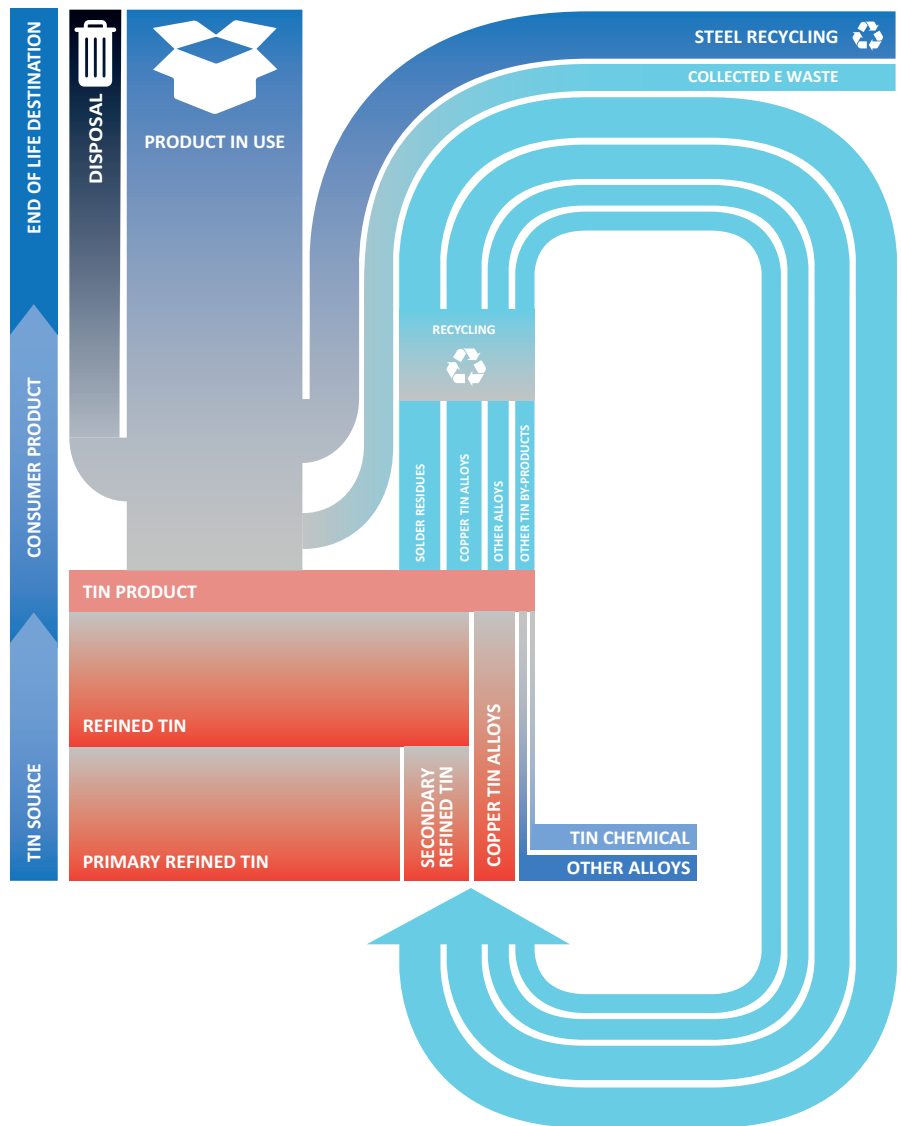 END OF LIFE DESTINATION
CONSUMER PRODUCT
TIN SOURCE
DISPOSAL
PRODUCT IN USE
STEEL RECYCLING
COLLECTED E WASTE
RECYCLING
SOLDER RESIDUES
COPPER TIN ALLOYS
OTHER ALLOYS
OTHER TIN BY-PRODUCTS
TIN PRODUCT
REFINED TIN
PRIMARY REFINED TIN
SECONDARY
REFINED TIN
COPPER TIN ALLOYS
TIN CHEMICAL
OTHER ALLOYS